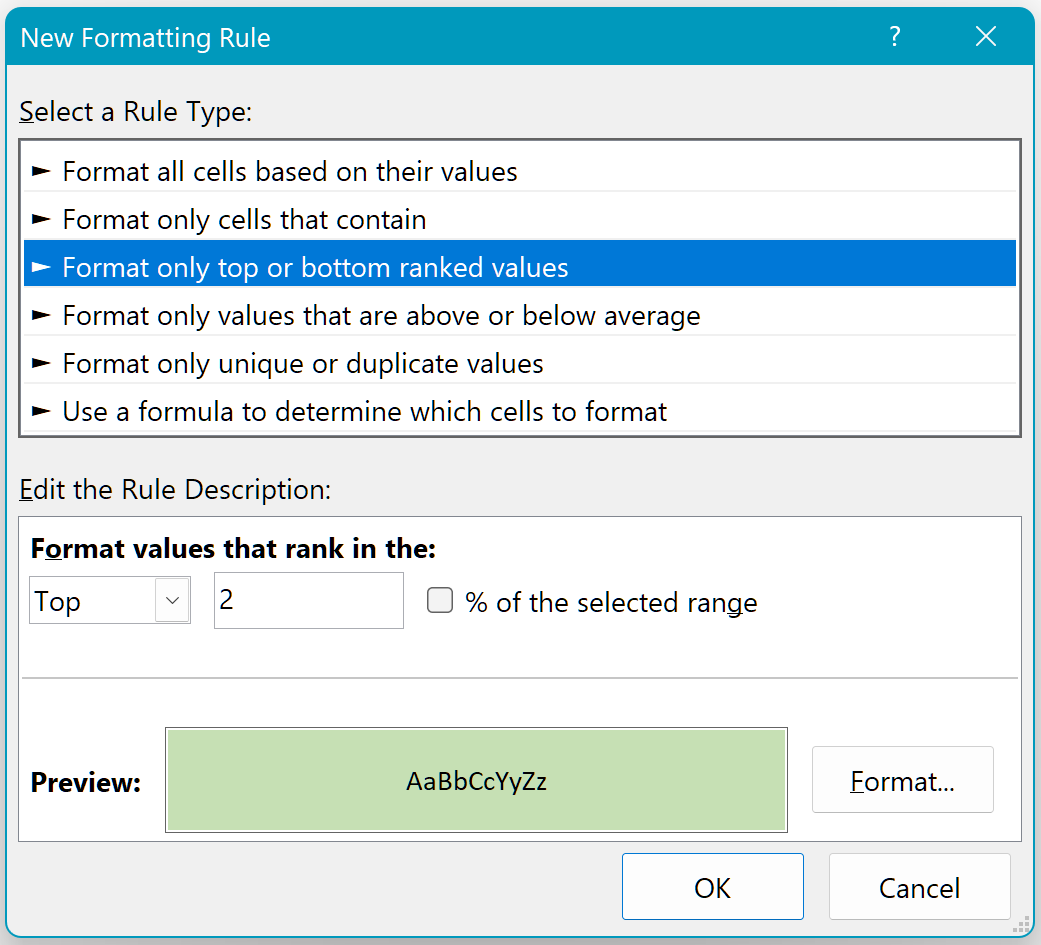 New Formatting Rule ?
Select a Rule Type:
► Format all cells based on their values
► Format only cells that contain
► Format only top or bottom ranked values
► Format only values that are above or below average
► Format only unique or duplicate values
► Use a formula to determine which cells to format
Edit the Rule Description:
Format values that rank in the:
Top 2 % of the selected range
Preview: AaBbCcYyZz Format...
OK Cancel